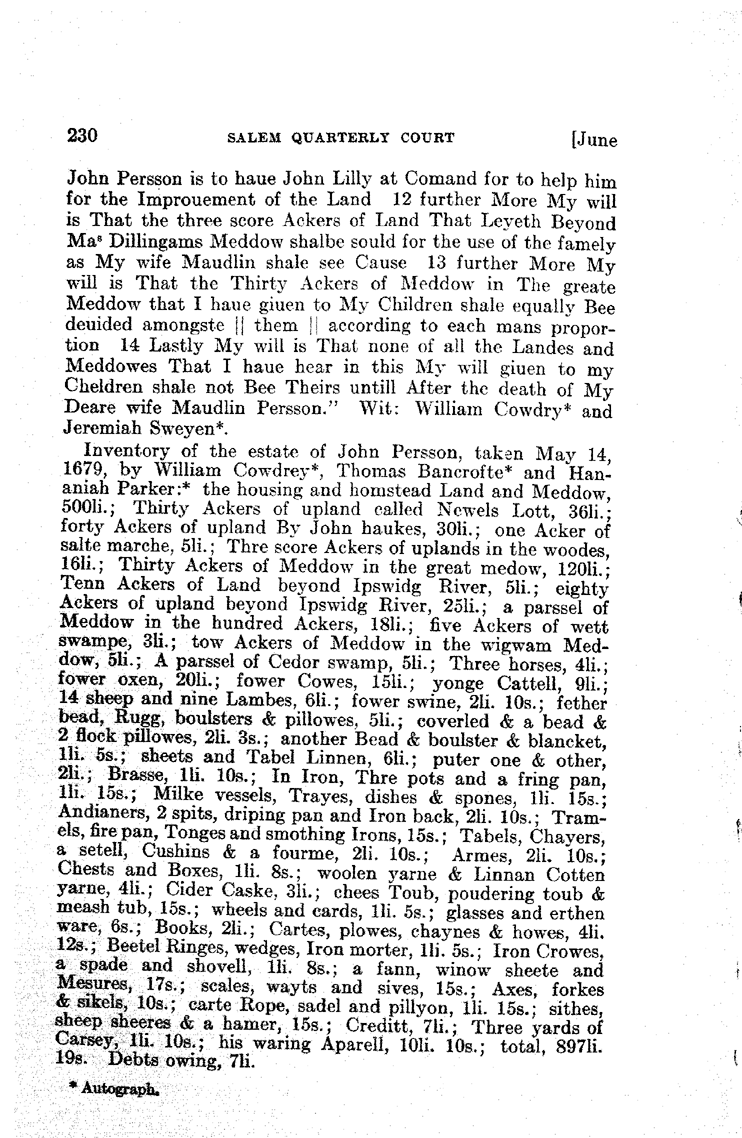 230 SALEM QUARTERLY COURT [June
John Persson is to haue John Lilly at Comand for to help him
for the Improuement of the Land 12 further More My will
is That the three score Ackers of Land That Leyeth Beyond
Maˢ Dillingams Meddow shalbe sould for the use of the famely
as My wife Maudlin shale see Cause 13 further More My
will is That the Thirty Ackers of Meddow in The greate
Meddow that I haue giuen to My Children shale equally Bee
deuided amongste || them || according to each mans propor-
tion 14 Lastly My will is That none of all the Landes and
Meddowes That I haue hear in this My will giuen to my
Cheldren shale not Bee Theirs untill After the death of My
Deare wife Maudlin Persson." Wit: William Cowdry* and
Jeremiah Sweyen*.
Inventory of the estate of John Persson, taken May 14,
1679, by William Cowdrey*, Thomas Bancrofte* and Han-
aniah Parker:* the housing and homstead Land and Meddow,
500li.; Thirty Ackers of upland called Newels Lott, 36li.;
forty Ackers of upland By John haukes, 30li.; one Acker of
salte marche, 5li.; Thre score Ackers of uplands in the woodes,
16li.; Thirty Ackers of Meddow in the great medow, 120li.;
Tenn Ackers of Land beyond Ipswidg River, 5li.; eighty
Ackers of upland beyond Ipswidg River, 25li.; a parssel of
Meddow in the hundred Ackers, 18li.; five Ackers of wett
swampe, 3li.; tow Ackers of Meddow in the wigwam Med-
dow, 5li.; A parssel of Cedor swamp, 5li.; Three horses, 4li.;
fower oxen, 20li.; fower Cowes, 15li.; yonge Cattell, 9li.;
14 sheep and nine Lambes, 6li.; fower swine, 2li. 10s.; fether
bead, Rugg, boulsters & pillowes, 5li.; coverled & a bead &
2 flock pillowes, 2li. 3s.; another Bead & boulster & blancket,
1li. 5s.; sheets and Tabel Linnen, 6li.; puter one & other,
2li.; Brasse, 1li. 10s.; In Iron, Thre pots and a fring pan,
1li. 15s.; Milke vessels, Trayes, dishes & spones, 1li. 15s.;
Andianers, 2 spits, driping pan and Iron back, 2li. 10s.; Tram-
els, fire pan, Tonges and smothing Irons, 15s.; Tabels, Chayers,
a setell, Cushins & a fourme, 2li. 10s.; Armes, 2li. 10s.;
Chests and Boxes, 1li. 8s.; woolen yarne & Linnan Cotten
yarne, 4li.; Cider Caske, 3li.; chees Toub, poudering toub &
meash tub, 15s.; wheels and cards, 1li. 5s.; glasses and erthen
ware, 6s.; Books, 2li.; Cartes, plowes, chaynes & howes, 4li.
12s.; Beetel Ringes, wedges, Iron morter, 1li. 5s.; Iron Crowes,
a spade and shovell, 1li. 8s.; a fann, winow sheete and
Mesures, 17s.; scales, wayts and sives, 15s.; Axes, forkes
& sikels, 10s.; carte Rope, sadel and pillyon, 1li. 15s.; sithes,
sheep sheeres & a hamer, 15s.; Creditt, 7li.; Three yards of
Carsey, 1li. 10s.; his waring Aparell, 10li. 10s.; total, 897li.
19s. Debts owing, 7li.
* Autograph.